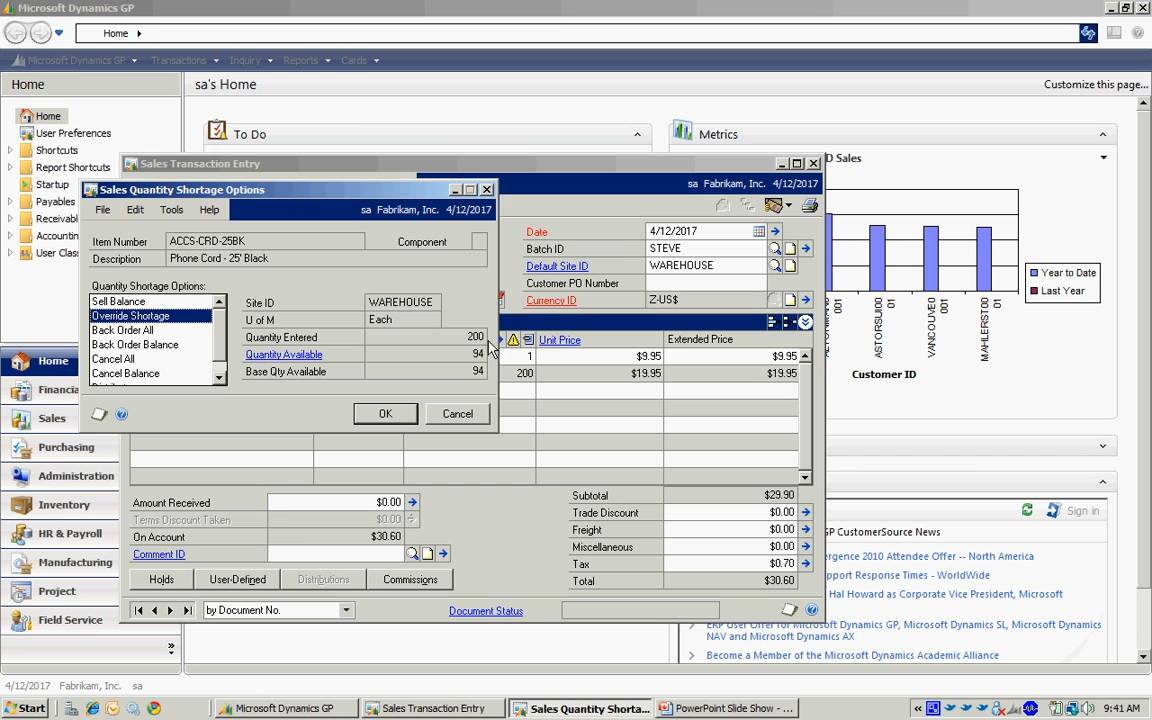 Microsoft Dynamics GP
Home
Microsoft Dynamics GP Transactions Inquiry Reports Cards
Home
sa's Home
Customize this page...
Home
User Preferences
Shortcuts
Report Shortcuts
Startup
Payables
Receivabl
Accountin
User Class
To Do
Metrics
D Sales
Year to Date
Last Year
001
ASTORSUI00 01
VANCOUVE0 01
MAHLERST00 01
Customer ID
Sales Transaction Entry
sa Fabrikam, Inc. 4/12/2017
Date 4/12/2017
Batch ID STEVE
Default Site ID WAREHOUSE
Customer PO Number
Currency ID Z-US$
Unit Price Extended Price
1 $9.95 $9.95
200 $19.95 $19.95
Sales Quantity Shortage Options
File Edit Tools Help sa Fabrikam, Inc. 4/12/2017
Item Number ACCS-CRD-25BK Component
Description Phone Cord - 25' Black
Quantity Shortage Options:
Sell Balance
Override Shortage
Back Order All
Back Order Balance
Cancel All
Cancel Balance
Site ID WAREHOUSE
U of M Each
Quantity Entered 200
Quantity Available 94
Base Qty Available 94
OK Cancel
Amount Received $0.00
Terms Discount Taken $0.00
On Account $30.60
Comment ID
Subtotal $29.90
Trade Discount $0.00
Freight $0.00
Miscellaneous $0.00
Tax $0.70
Total $30.60
Holds User-Defined Distributions Commissions
by Document No.
Document Status
Home
Financia
Sales
Purchasing
Administration
Inventory
HR & Payroll
Manufacturing
Project
Field Service
Sign in
GP CustomerSource News
ergence 2010 Attendee Offer -- North America
pport Response Times - WorldWide
Hal Howard as Corporate Vice President, Microsoft
ERP User Offer for Microsoft Dynamics GP, Microsoft Dynamics SL, Microsoft Dynamics
NAV and Microsoft Dynamics AX
Become a Member of the Microsoft Dynamics Academic Alliance
4/12/2017 Fabrikam, Inc. sa
Start
Microsoft Dynamics GP
Sales Transaction Entry
Sales Quantity Shorta...
PowerPoint Slide Show - ...
9:41 AM